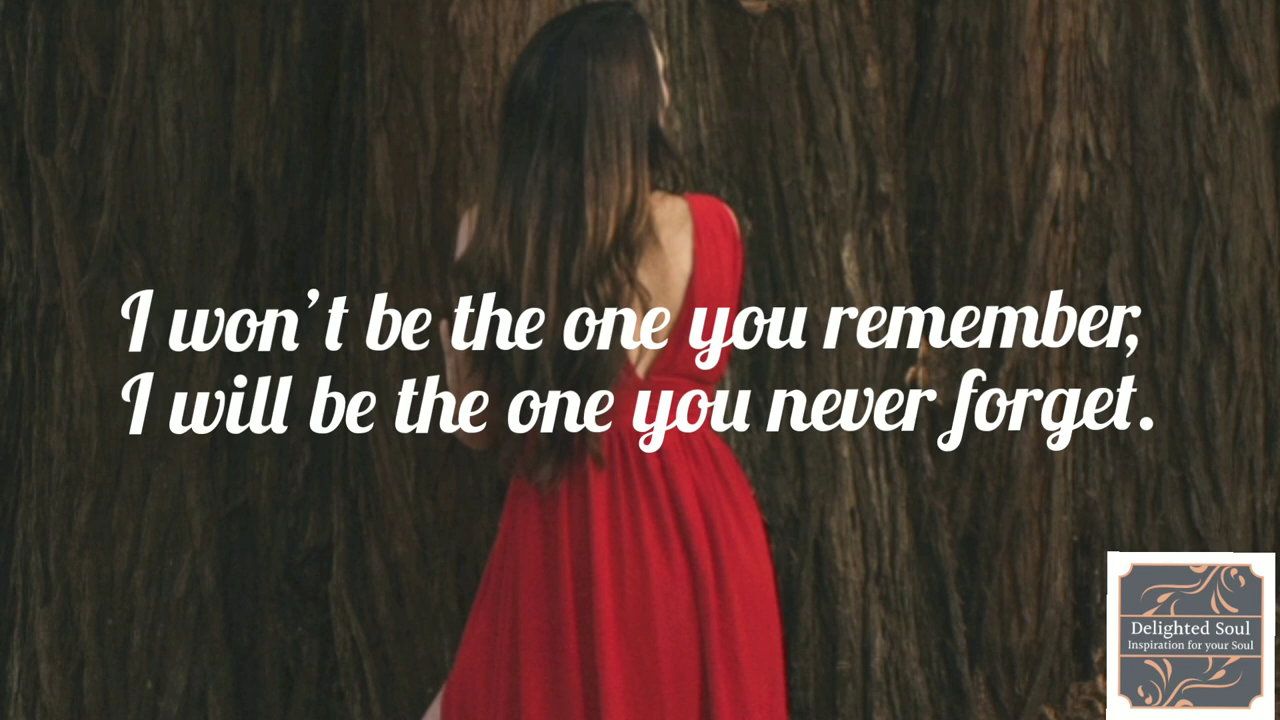 I won’t be the one you remember,
I will be the one you never forget.
Delighted Soul
Inspiration for your Soul